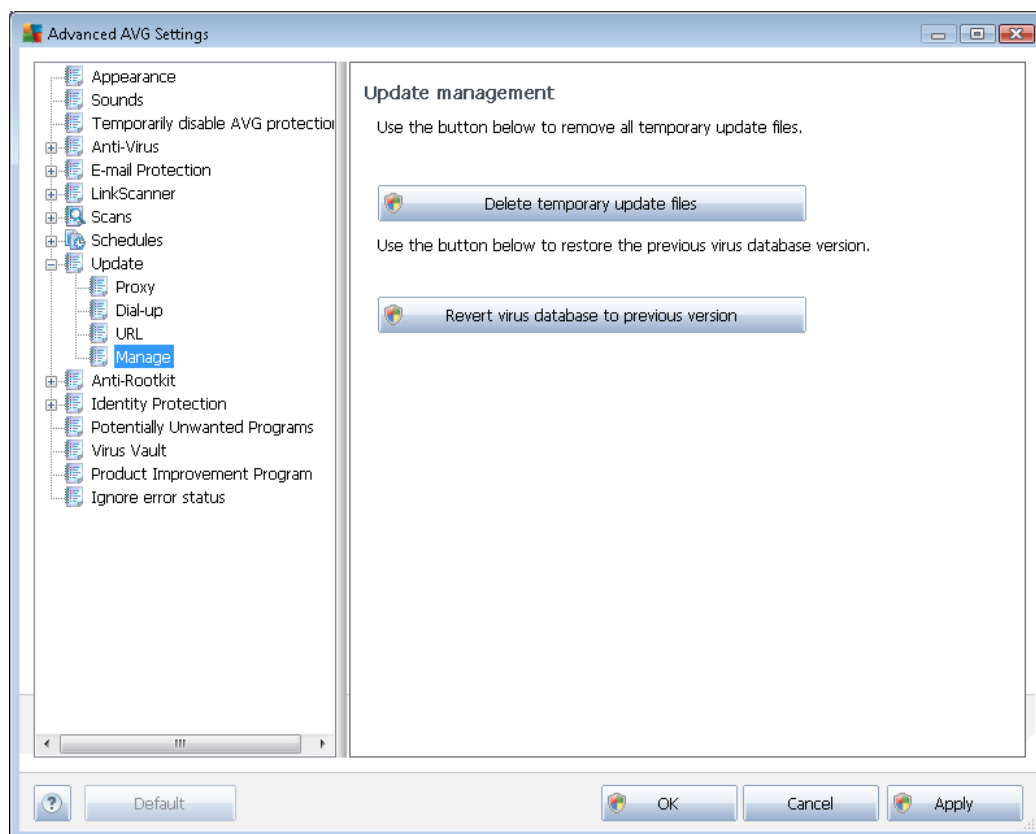 Advanced AVG Settings
Appearance
Sounds
Temporarily disable AVG protection
Anti-Virus
E-mail Protection
LinkScanner
Scans
Schedules
Update
Proxy
Dial-up
URL
Manage
Anti-Rootkit
Identity Protection
Potentially Unwanted Programs
Virus Vault
Product Improvement Program
Ignore error status
Update management
Use the button below to remove all temporary update files.
Delete temporary update files
Use the button below to restore the previous virus database version.
Revert virus database to previous version
?
Default
OK
Cancel
Apply